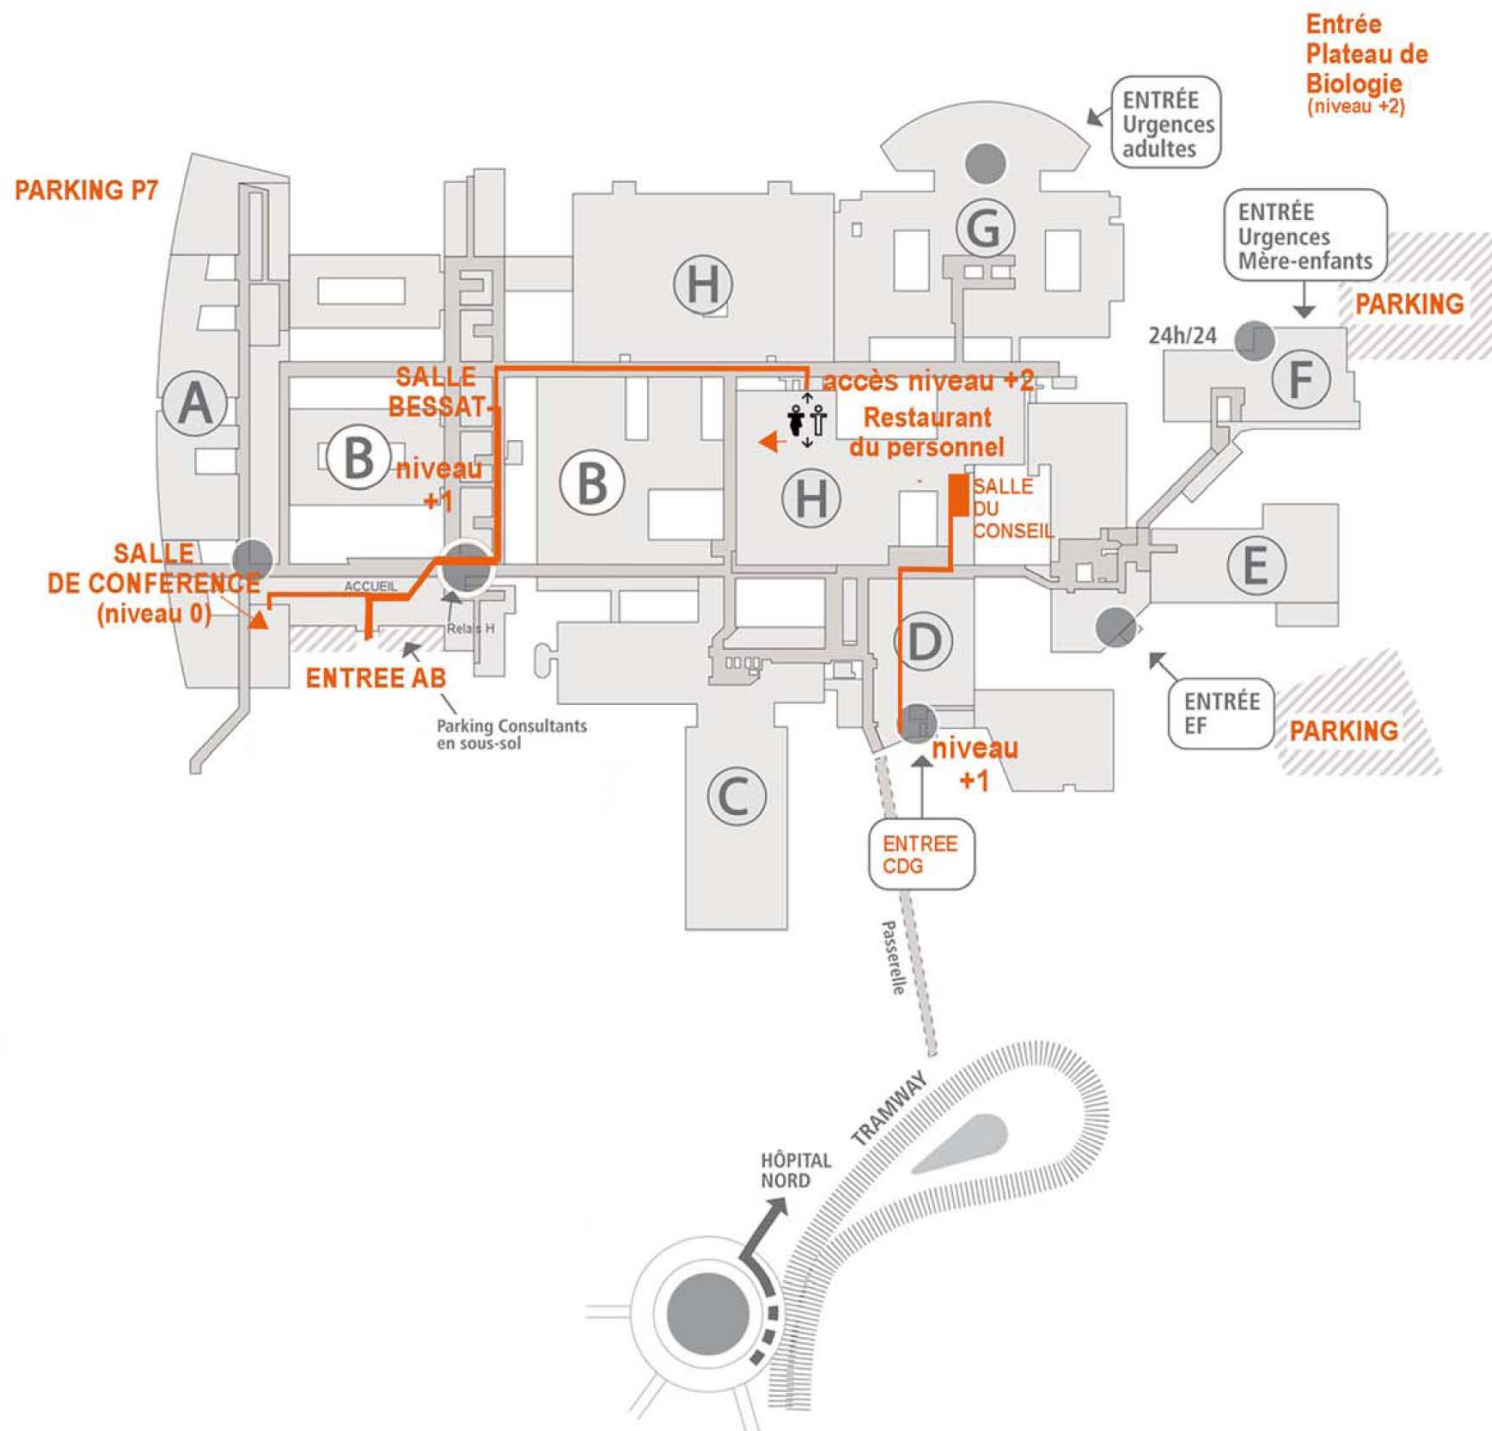 Entrée
Plateau de
Biologie
(niveau +2)
ENTRÉE
Urgences
adultes
PARKING P7
ENTRÉE
Urgences
Mère-enfants
G
H
PARKING
24h/24
F
A
SALLE
BESSAT
accès niveau +2
Restaurant
du personnel
B
niveau
+1
B
H
SALLE
DU
CONSEIL
SALLE
DE CONFERENCE
(niveau 0)
ACCUEIL
E
Relais H
D
ENTREE AB
Parking Consultants
en sous-sol
ENTRÉE
EF
PARKING
niveau
+1
C
ENTREE
CDG
Passerelle
TRAMWAY
HÔPITAL
NORD